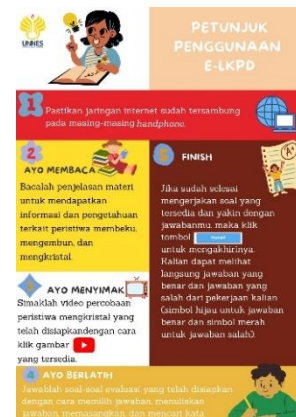 UNNES
PETUNJUK
PENGGUNAAN
E-LKPD
1
Pastikan jaringan internet sudah tersambung
pada masing-masing handphone.
2
AYO MEMBACA
Bacalah penjelasan materi
untuk mendapatkan
informasi dan pengetahuan
terkait peristiwa membeku,
mengembun, dan
mengkristal.
3
AYO MENYIMAK
Simaklah video percobaan
peristiwa mengkristal yang
telah disiapkandengan cara
klik gambar
yang tersedia.
4
AYO BERLATIH
Jawablah soal-soal evaluasi yang telah disiapkan
dengan cara memilih jawaban, menuliskan
jawaban, memasangkan, dan mencari kata
5
FINISH
Jika sudah selesai
mengerjakan soal yang
tersedia dan yakin dengan
jawabanmu, maka klik
tombol
untuk mengakhirinya.
Kalian dapat melihat
langsung jawaban yang
benar dan jawaban yang
salah dari pekerjaan kalian
(simbol hijau untuk jawaban
benar dan simbol merah
untuk jawaban salah).